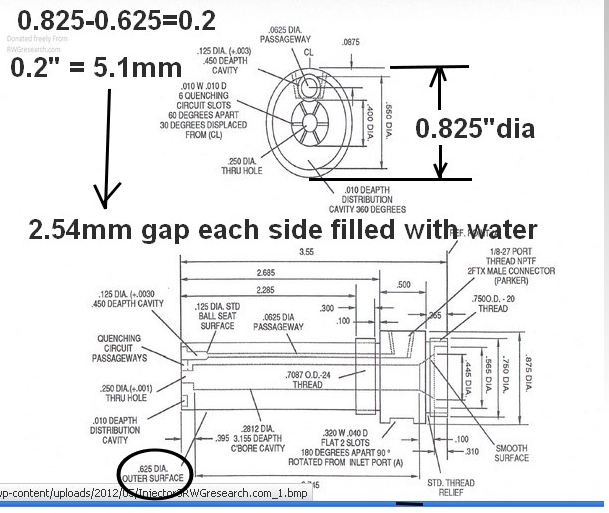 0.825-0.625=0.2
Donated freely From
RWGresearch.com
0.2" = 5.1mm
.0625 DIA.
PASSAGEWAY
CL
.0875
.125 DIA. (+.003)
.450 DEAPTH
CAVITY
.010 W .010 D
6 QUENCHING
CIRCUIT SLOTS
60 DEGREES APART
30 DEGREES DISPLACED
FROM (CL)
.250 DIA.
THRU HOLE
.400 DIA.
.550 DIA.
0.825"dia
.010 DEAPTH
DISTRIBUTION
CAVITY 360 DEGREES
2.54mm gap each side filled with water
REF.
3.55
2.685
2.285
.500
.300
.100
.355
1/8-27 PORT
THREAD NPTF
2FTX MALE CONNECTOR
(PARKER)
.750O.D. - 20
THREAD
.125 DIA. (+.0030
.450 DEAPTH CAVITY
.125 DIA. STD
BALL SEAT
SURFACE
.0625 DIA
PASSAGEWAY
QUENCHING
CIRCUIT
PASSAGEWAYS
.250 DIA.(+.001)
THRU HOLE
.010 DEAPTH
DISTRIBUTION
CAVITY
.7087 O.D.-24
THREAD
.445 DIA.
.565 DIA.
.750 DIA.
.875 DIA.
.395
.2812 DIA.
3.155 DEAPTH
C'BORE CAVITY
.320 W .040 D
FLAT 2 SLOTS
180 DEGREES APART 90 °
ROTATED FROM INLET PORT (A)
.100
.310
SMOOTH
SURFACE
STD. THREAD
RELIEF
.625 DIA.
OUTER SURFACE